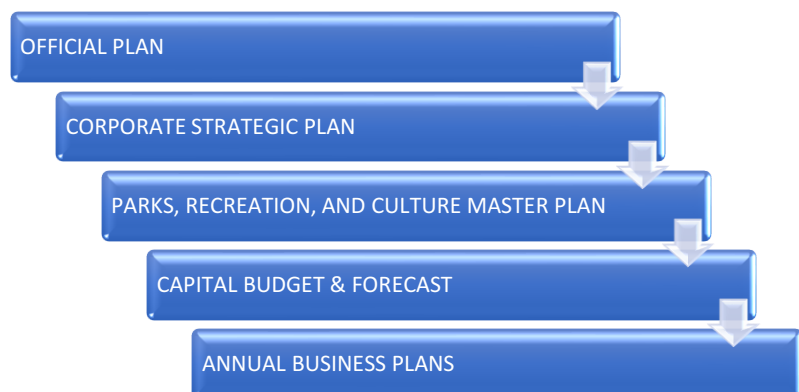 OFFICIAL PLAN
CORPORATE STRATEGIC PLAN
PARKS, RECREATION, AND CULTURE MASTER PLAN
CAPITAL BUDGET & FORECAST
ANNUAL BUSINESS PLANS